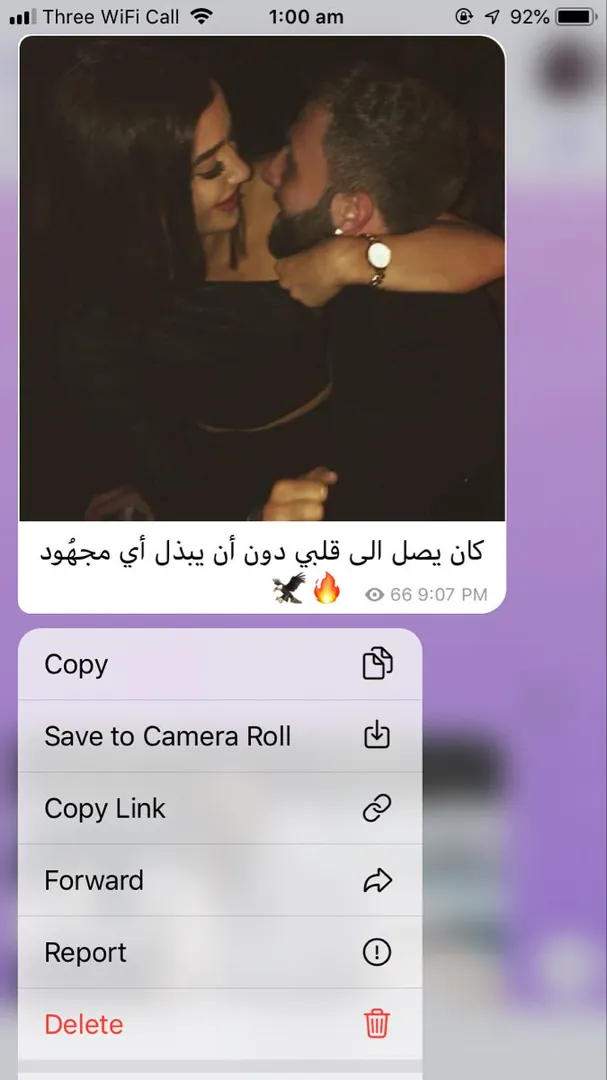 Three WiFi Call 1:00 am 92%
كان يصل الى قلبي دون أن يبذل أي مجهُود
🔥🦅 66 9:07 PM
Copy
Save to Camera Roll
Copy Link
Forward
Report
Delete